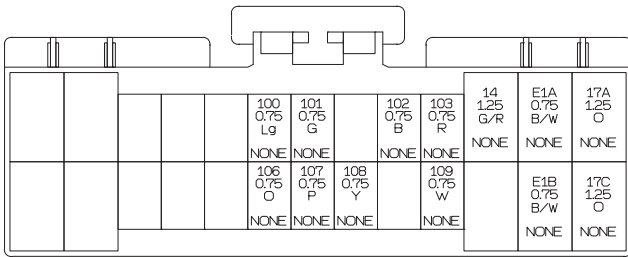 100
0.75
Lg
NONE
101
0.75
G
NONE
102
0.75
B
NONE
103
0.75
R
NONE
14
1.25
G/R
NONE
E1A
0.75
B/W
NONE
17A
1.25
O
NONE
106
0.75
O
NONE
107
0.75
P
NONE
108
0.75
Y
NONE
109
0.75
W
NONE
E1B
0.75
B/W
NONE
17C
1.25
O
NONE